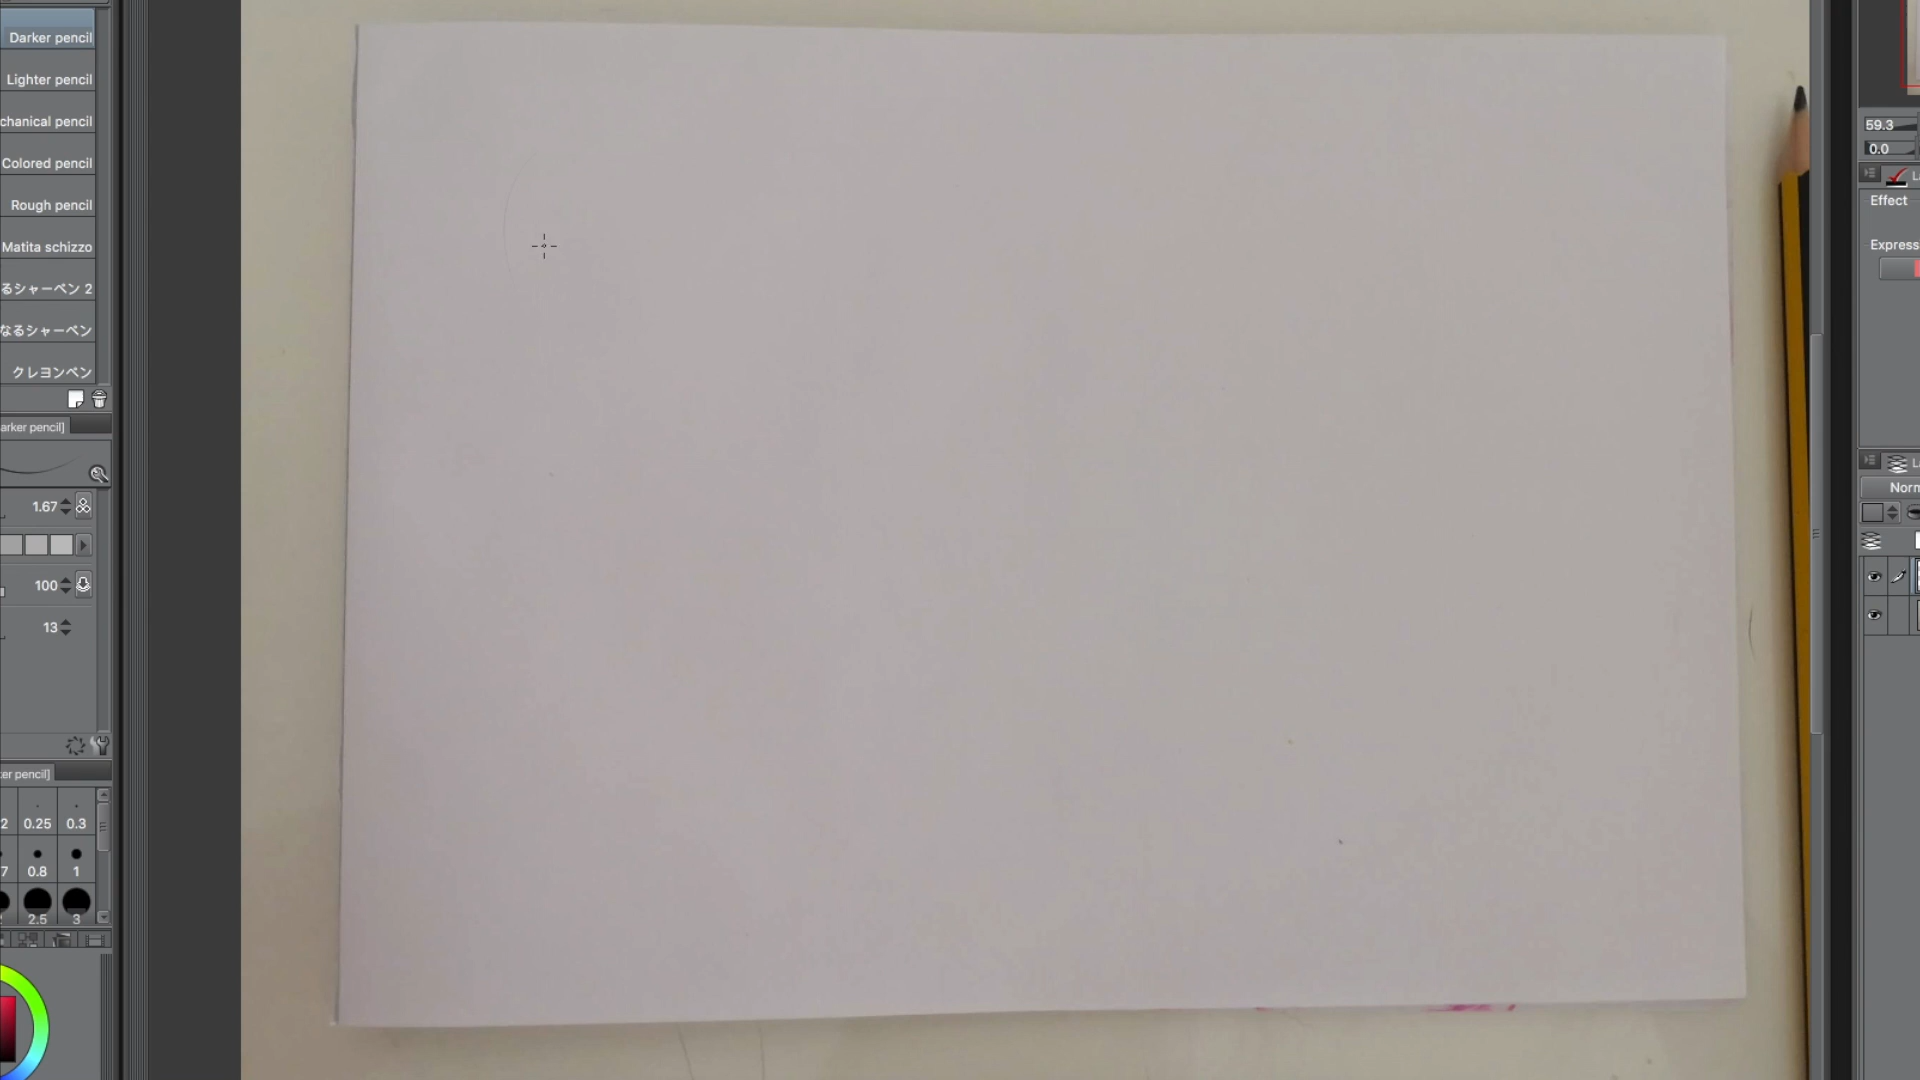 Darker pencil
Lighter pencil
chanical pencil
Colored pencil
Rough pencil
Matita schizzo
るシャーペン 2
なるシャーペン
クレヨンペン
arker pencil]
1.67
100
13
er pencil]
2 0.25 0.3
7 0.8 1
2.5 3
59.3
0.0
L
Effect
Express
L
Norn